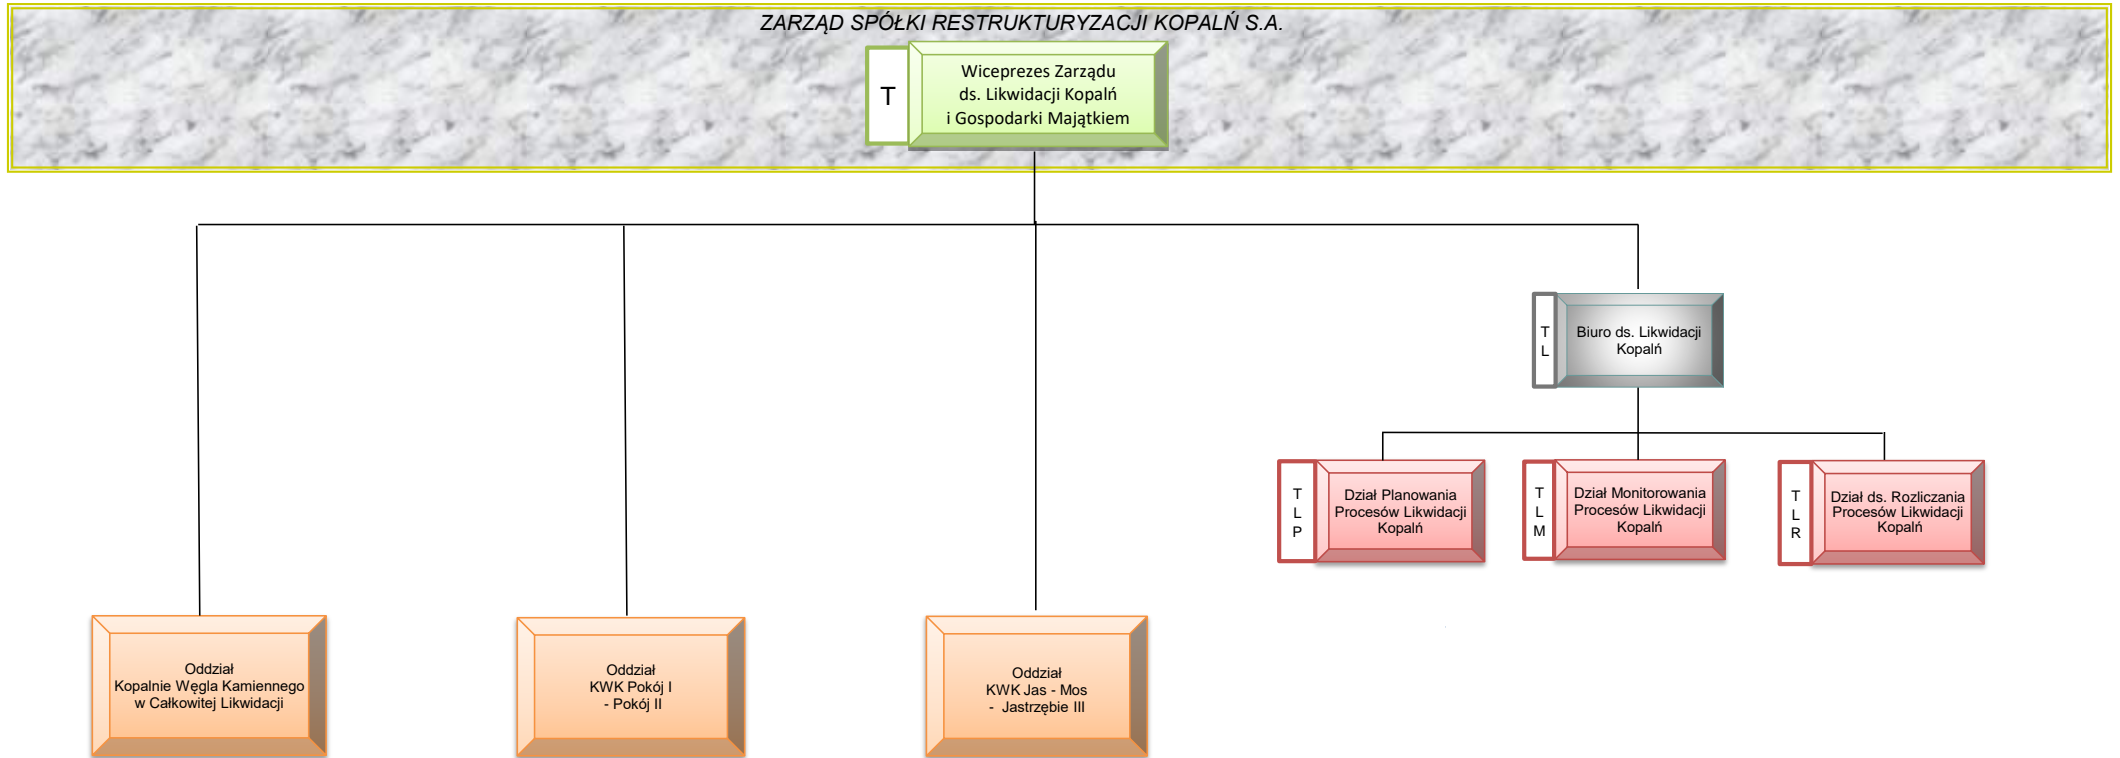 ZARZĄD SPÓŁKI RESTRUKTURYZACJI KOPALŃ S.A.
T
Wiceprezes Zarządu
ds. Likwidacji Kopalń
i Gospodarki Majątkiem
T
L
Biuro ds. Likwidacji
Kopalń
T
L
P
Dział Planowania
Procesów Likwidacji
Kopalń
T
L
M
Dział Monitorowania
Procesów Likwidacji
Kopalń
T
L
R
Dział ds. Rozliczania
Procesów Likwidacji
Kopalń
Oddział
Kopalnie Węgla Kamiennego
w Całkowitej Likwidacji
Oddział
KWK Pokój I
- Pokój II
Oddział
KWK Jas - Mos
- Jastrzębie III